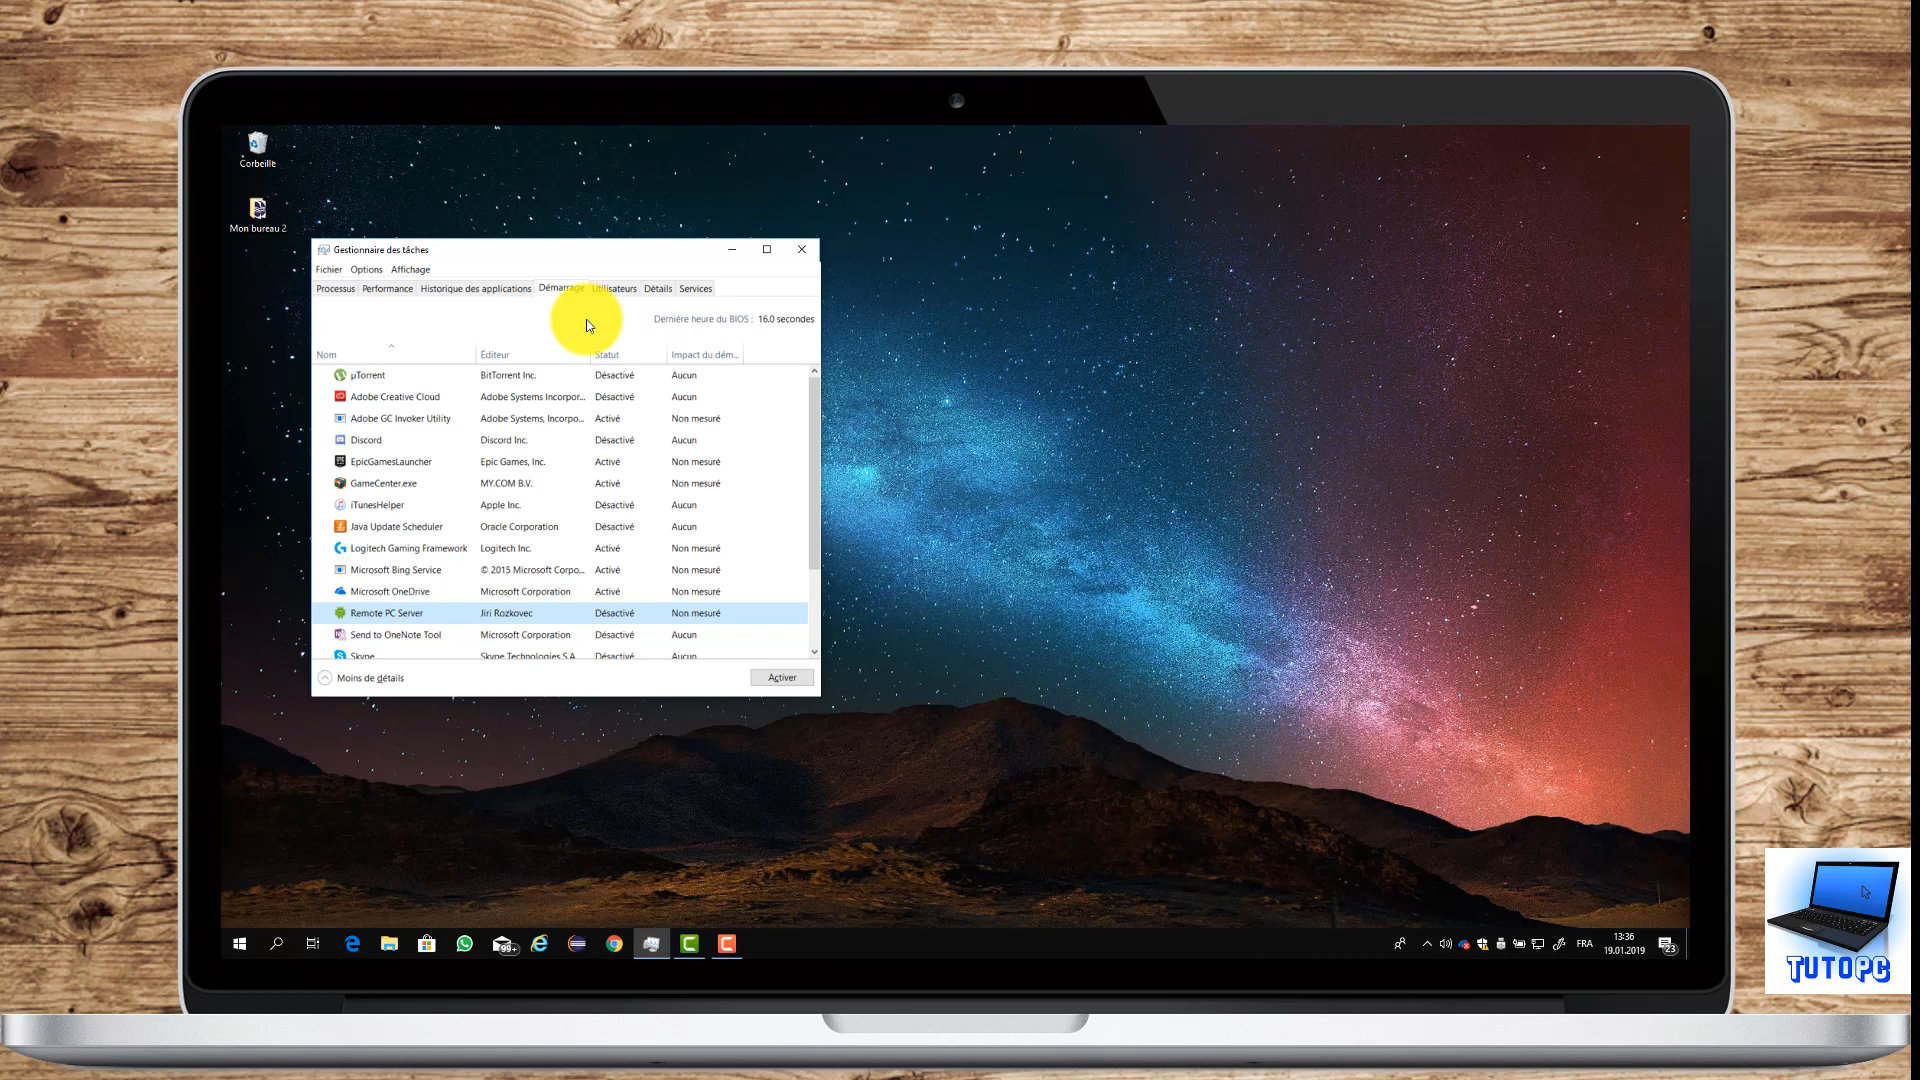 Corbeille
Mon bureau 2
Gestionnaire des tâches
Fichier Options Affichage
Processus Performance Historique des applications Démarrage Utilisateurs Détails Services
Dernière heure du BIOS : 16.0 secondes
Nom Éditeur Statut Impact du dém...
µTorrent BitTorrent Inc. Désactivé Aucun
Adobe Creative Cloud Adobe Systems Incorpor... Désactivé Aucun
Adobe GC Invoker Utility Adobe Systems, Incorpo... Activé Non mesuré
Discord Discord Inc. Désactivé Aucun
EpicGamesLauncher Epic Games, Inc. Activé Non mesuré
GameCenter.exe MY.COM B.V. Activé Non mesuré
iTunesHelper Apple Inc. Désactivé Aucun
Java Update Scheduler Oracle Corporation Désactivé Aucun
Logitech Gaming Framework Logitech Inc. Activé Non mesuré
Microsoft Bing Service © 2015 Microsoft Corpo... Activé Non mesuré
Microsoft OneDrive Microsoft Corporation Activé Non mesuré
Remote PC Server Jiri Rozkovec Désactivé Non mesuré
Send to OneNote Tool Microsoft Corporation Désactivé Aucun
Skype Skype Technologies S.A. Désactivé Aucun
Moins de détails Activer
99+
FRA
13:36
19.01.2019
23
TUTOPC